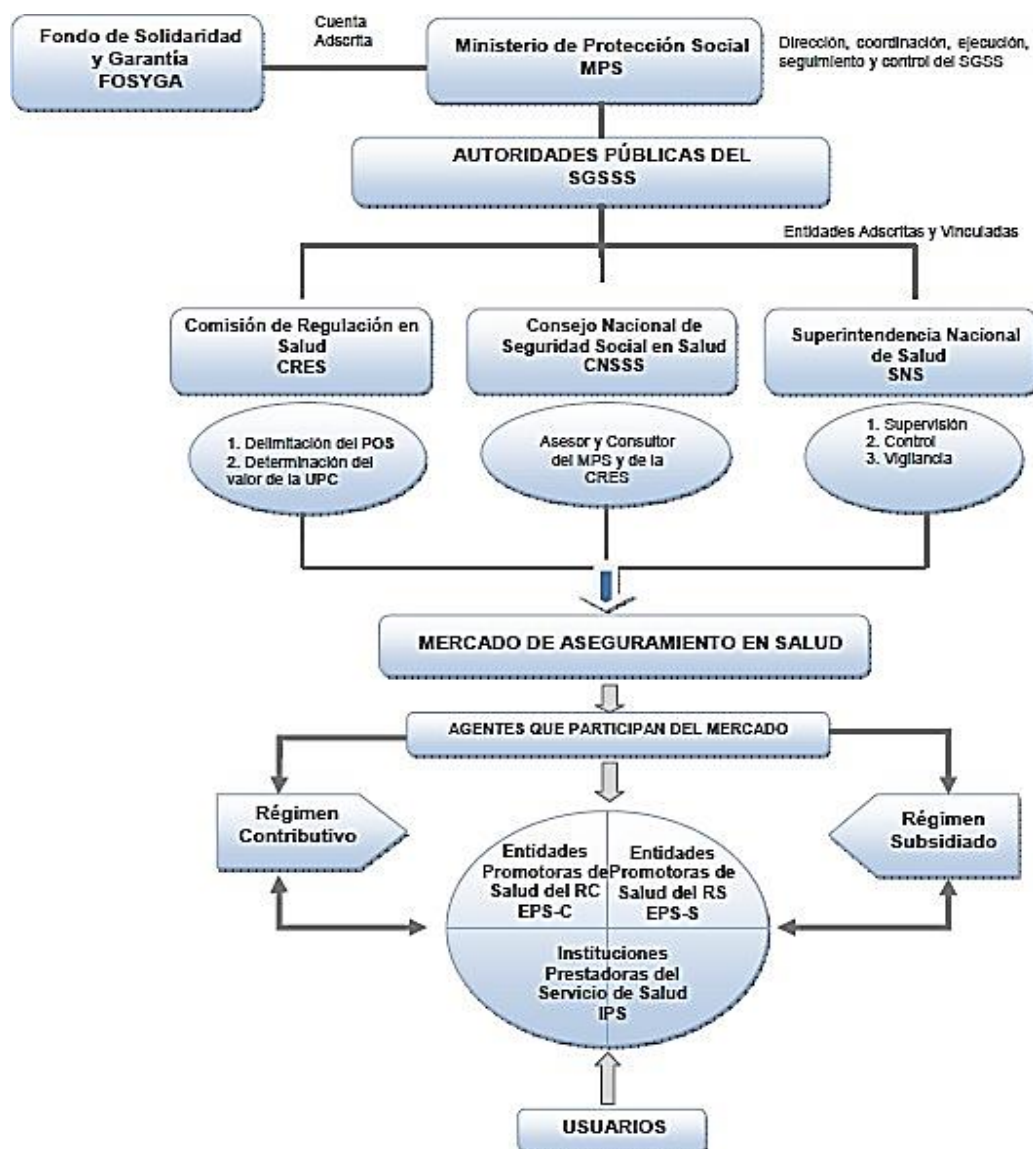 Fondo de Solidaridad
y Garantía
FOSYGA
Cuenta
Adscrita
Ministerio de Protección Social
MPS
Dirección, coordinación, ejecución,
seguimiento y control del SGSS
AUTORIDADES PÚBLICAS DEL
SGSSS
Entidades Adscritas y Vinculadas
Comisión de Regulación en
Salud
CRES
Consejo Nacional de
Seguridad Social en Salud
CNSSS
Superintendencia Nacional
de Salud
SNS
1. Delimitación del POS
2. Determinación del
valor de la UPC
Asesor y Consultor
del MPS y de la
CRES
1. Supervisión
2. Control
3. Vigilancia
MERCADO DE ASEGURAMIENTO EN SALUD
AGENTES QUE PARTICIPAN DEL MERCADO
Régimen
Contributivo
Régimen
Subsidiado
Entidades
Promotoras de
Salud del RC
EPS-C
Entidades
Promotoras de
Salud del RS
EPS-S
Instituciones
Prestadoras del
Servicio de Salud
IPS
USUARIOS